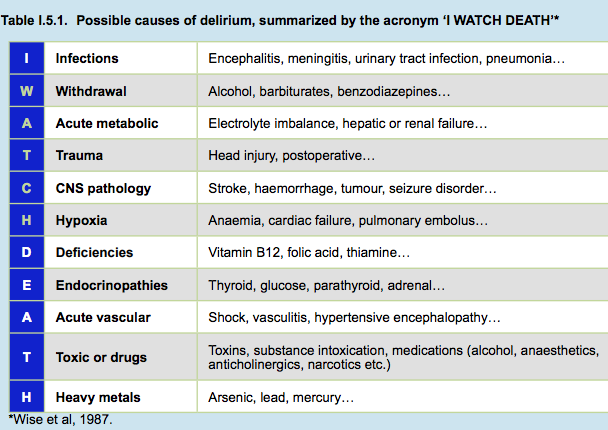 Table I.5.1. Possible causes of delirium, summarized by the acronym ‘I WATCH DEATH’*
I Infections Encephalitis, meningitis, urinary tract infection, pneumonia…
W Withdrawal Alcohol, barbiturates, benzodiazepines…
A Acute metabolic Electrolyte imbalance, hepatic or renal failure…
T Trauma Head injury, postoperative…
C CNS pathology Stroke, haemorrhage, tumour, seizure disorder…
H Hypoxia Anaemia, cardiac failure, pulmonary embolus…
D Deficiencies Vitamin B12, folic acid, thiamine…
E Endocrinopathies Thyroid, glucose, parathyroid, adrenal…
A Acute vascular Shock, vasculitis, hypertensive encephalopathy…
T Toxic or drugs Toxins, substance intoxication, medications (alcohol, anaesthetics,
anticholinergics, narcotics etc.)
H Heavy metals Arsenic, lead, mercury…
*Wise et al, 1987.